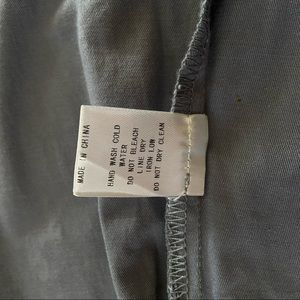 MADE IN CHINA
HAND WASH COLD
WATER
DO NOT BLEACH
LINE DRY
IRON LOW
DO NOT DRY CLEAN